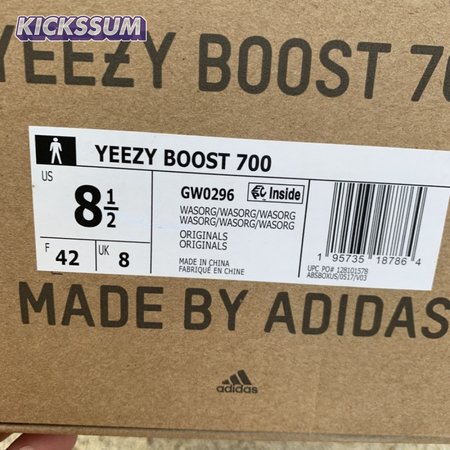 KICKSSUM
YEEZY BOOST 70
YEEZY BOOST 700
US
8 1/2
F
42
UK
8
GW0296
Inside
WASORG/WASORG/WASORG
WASORG/WASORG/WASORG
ORIGINALS
ORIGINALS
MADE IN CHINA
FABRIQUÉ EN CHINE
1 95735 18786 4
UPC PO# 128101578
ABSBOXUS/0517/V03
MADE BY ADIDAS
adidas